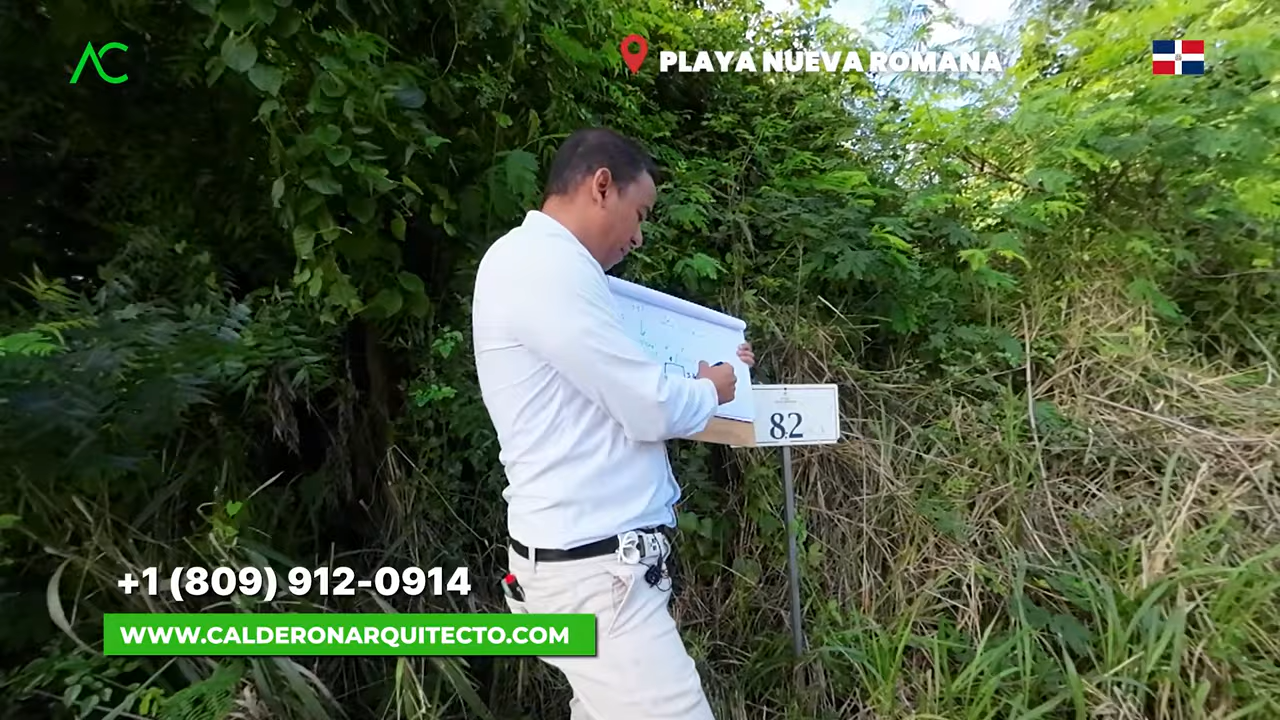 AC
PLAYA NUEVA ROMANA
82
+1 (809) 912-0914
WWW.CALDERONARQUITECTO.COM